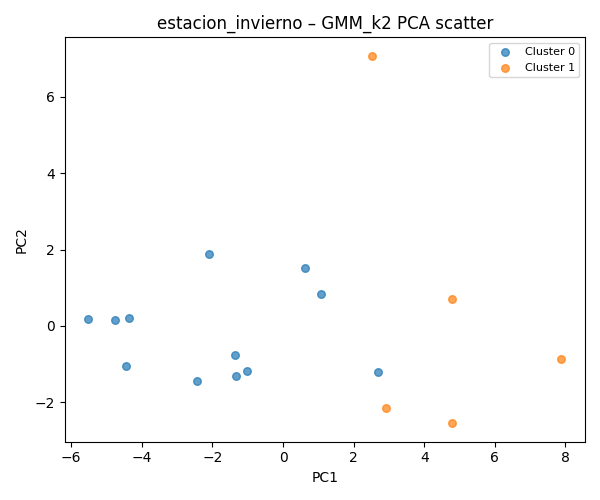 estacion_invierno – GMM_k2 PCA scatter
Cluster 0
Cluster 1
PC2
6
4
2
0
−2
−6
−4
−2
0
2
4
6
8
PC1